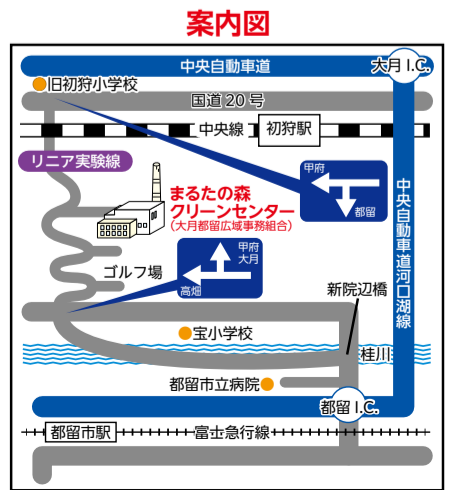 案内図
中央自動車道
大月 I.C.
旧初狩小学校
国道20号
中央線
初狩駅
リニア実験線
甲府
都留
まるたの森
クリーンセンター
(大月都留広域事務組合)
中央自動車道河口湖線
甲府
大月
高畑
ゴルフ場
新院辺橋
宝小学校
桂川
都留市立病院
都留 I.C.
都留市駅
富士急行線